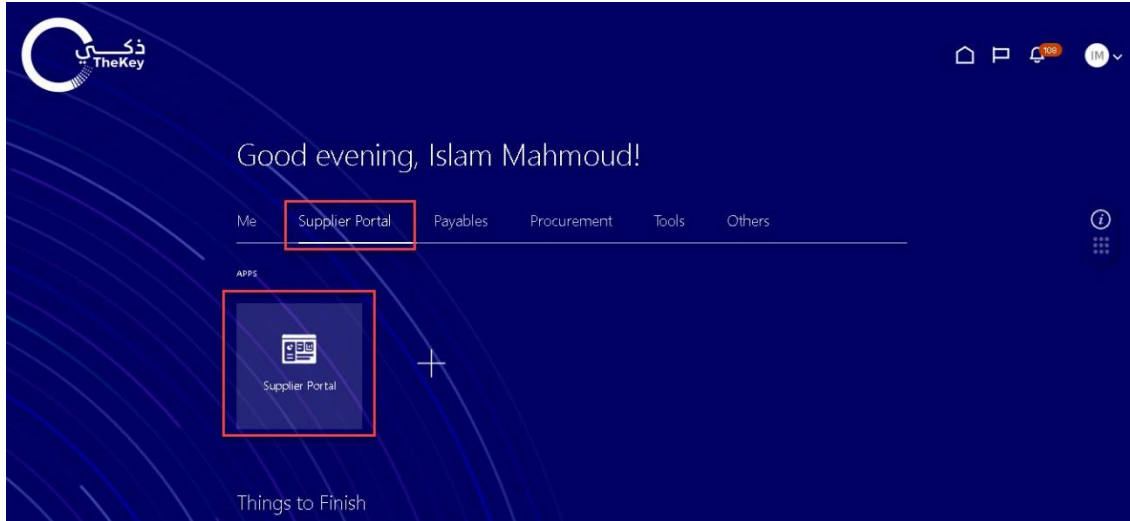 ذكي
TheKey
108
IM
Good evening, Islam Mahmoud!
Me Supplier Portal Payables Procurement Tools Others
APPS
Supplier Portal
Things to Finish